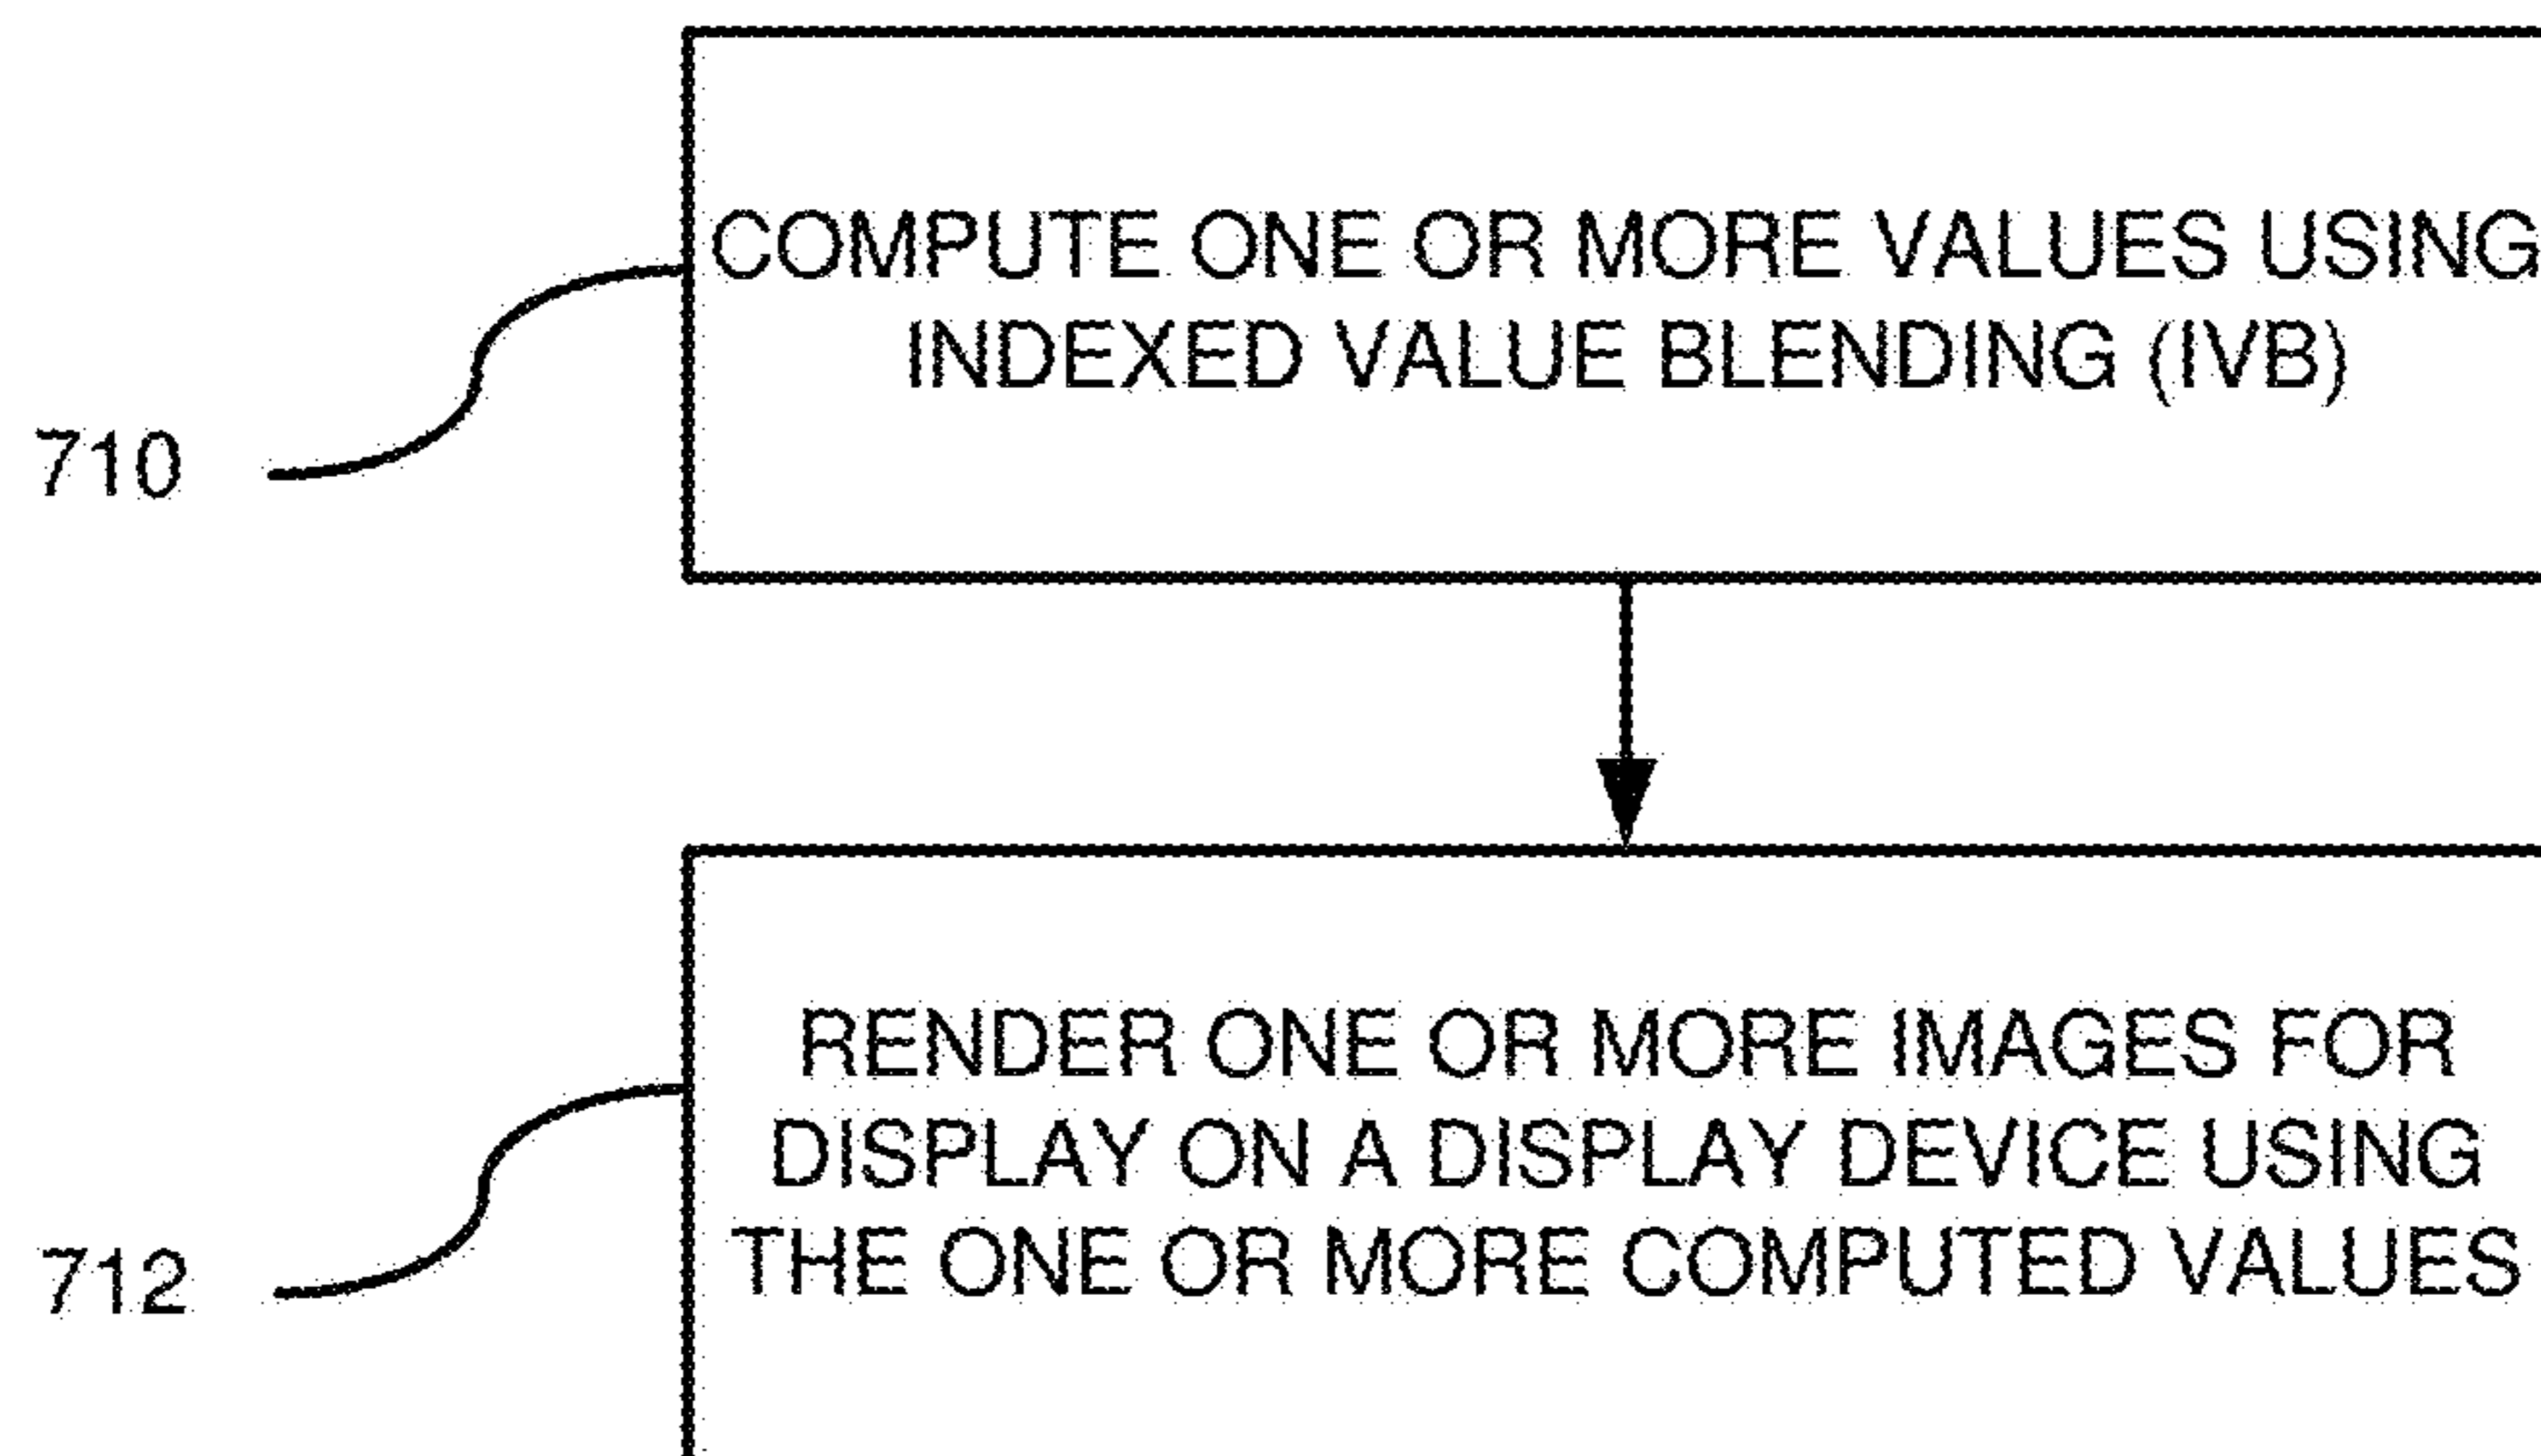 COMPUTE ONE OR MORE VALUES USING
INDEXED VALUE BLENDING (IVB)
710
RENDER ONE OR MORE IMAGES FOR
DISPLAY ON A DISPLAY DEVICE USING
THE ONE OR MORE COMPUTED VALUES
712